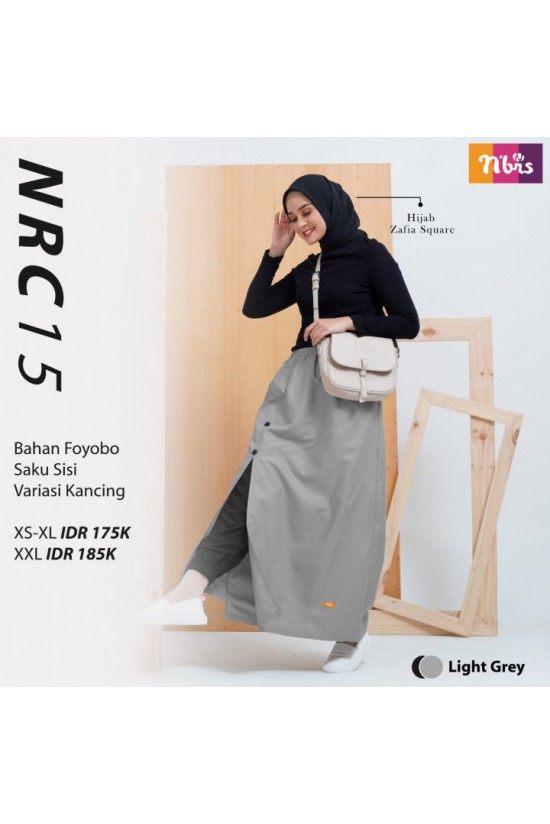 NRC15
Nbrs
Hijab
Zafia Square
Bahan Foyobo
Saku Sisi
Variasi Kancing
XS-XL IDR 175K
XXL IDR 185K
Light Grey